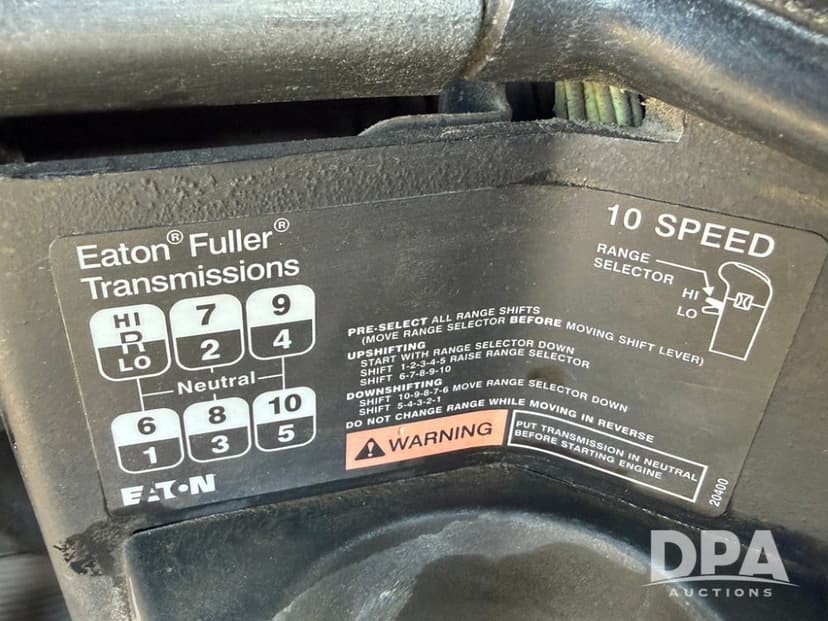 Eaton® Fuller®
Transmissions
HI
R
LO
7
2
9
4
Neutral
6
1
8
3
10
5
EATON
PRE-SELECT ALL RANGE SHIFTS
(MOVE RANGE SELECTOR BEFORE MOVING SHIFT LEVER)
UPSHIFTING
START WITH RANGE SELECTOR DOWN
SHIFT 1-2-3-4-5 RAISE RANGE SELECTOR
SHIFT 6-7-8-9-10
DOWNSHIFTING
SHIFT 10-9-8-7-6 MOVE RANGE SELECTOR DOWN
SHIFT 5-4-3-2-1
DO NOT CHANGE RANGE WHILE MOVING IN REVERSE
WARNING
PUT TRANSMISSION IN NEUTRAL
BEFORE STARTING ENGINE
10 SPEED
RANGE
SELECTOR
HI
LO
20400
DPA
AUCTIONS